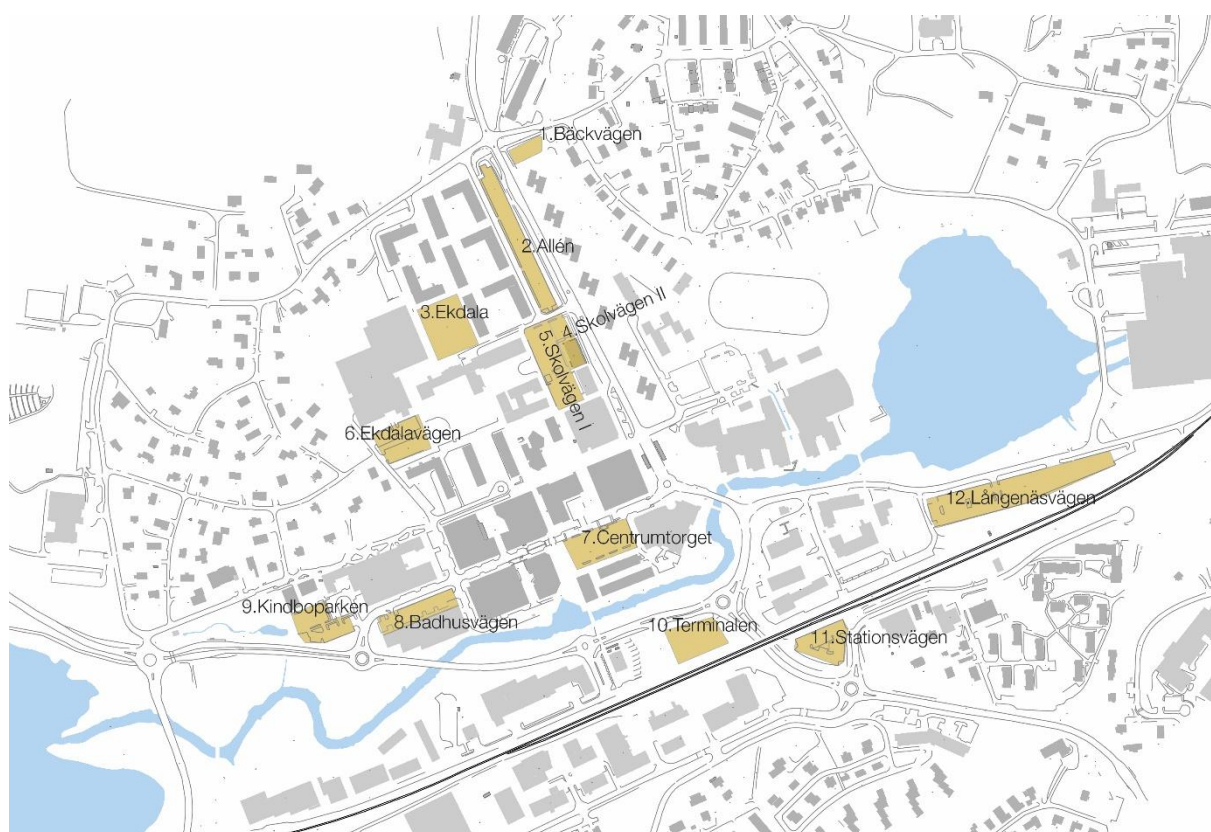 1.Bäckvägen
2.Allén
3.Ekdala
4.Skolvägen II
5.Skolvägen I
6.Ekdalavägen
7.Centrumtorget
8.Badhusvägen
9.Kindboparken
10.Terminalen
11.Stationsvägen
12.Långenäsvägen